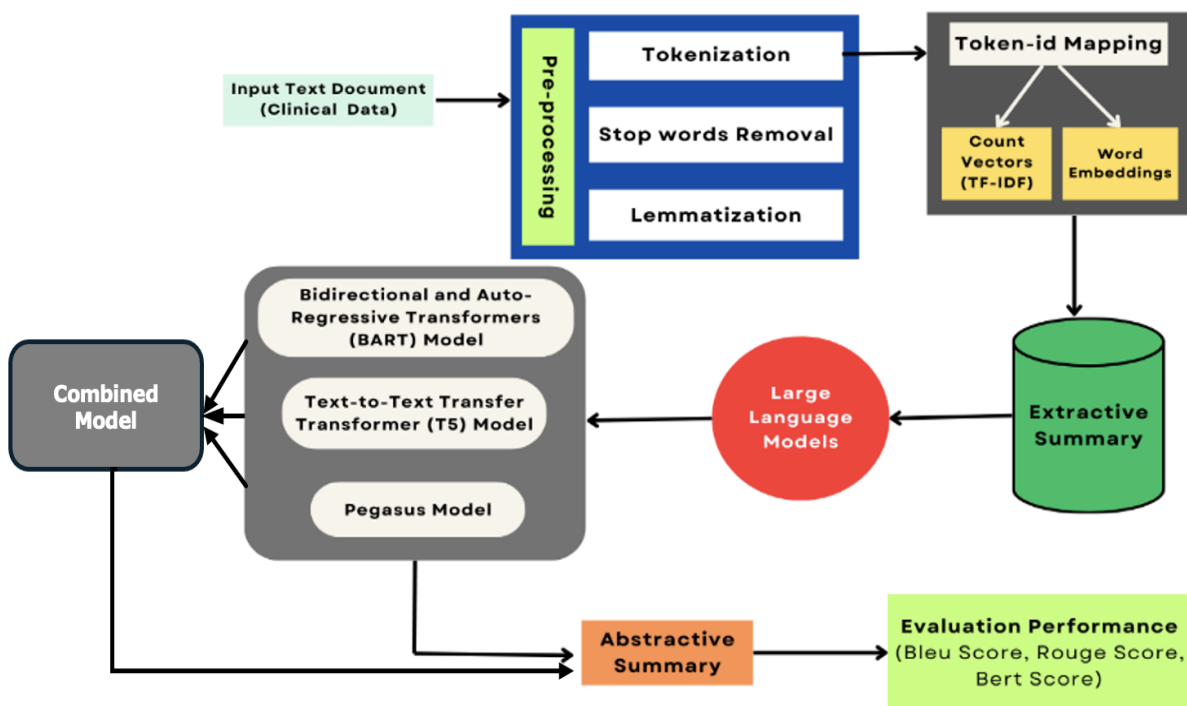 Input Text Document
(Clinical Data)
Pre-processing
Tokenization
Stop words Removal
Lemmatization
Token-id Mapping
Count
Vectors
(TF-IDF)
Word
Embeddings
Extractive
Summary
Large
Language
Models
Bidirectional and Auto-
Regressive Transformers
(BART) Model
Text-to-Text Transfer
Transformer (T5) Model
Pegasus Model
Combined
Model
Abstractive
Summary
Evaluation Performance
(Bleu Score, Rouge Score,
Bert Score)